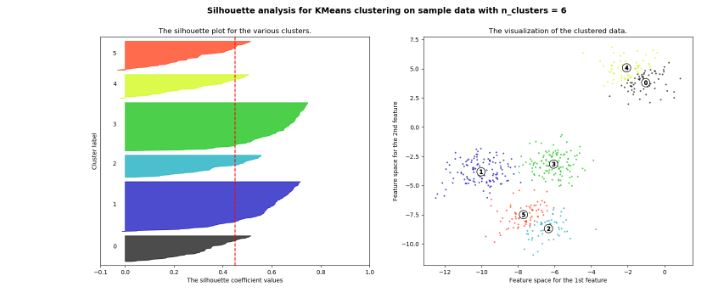 Silhouette analysis for KMeans clustering on sample data with n_clusters = 6
The silhouette plot for the various clusters.
5
4
3
2
1
0
Cluster label
−0.1 0.0 0.2 0.4 0.6 0.8 1.0
The silhouette coefficient values
The visualization of the clustered data.
7.5
5.0
2.5
0.0
−2.5
−5.0
−7.5
−10.0
Feature space for the 2nd feature
4
0
3
1
5
2
−12 −10 −8 −6 −4 −2 0
Feature space for the 1st feature